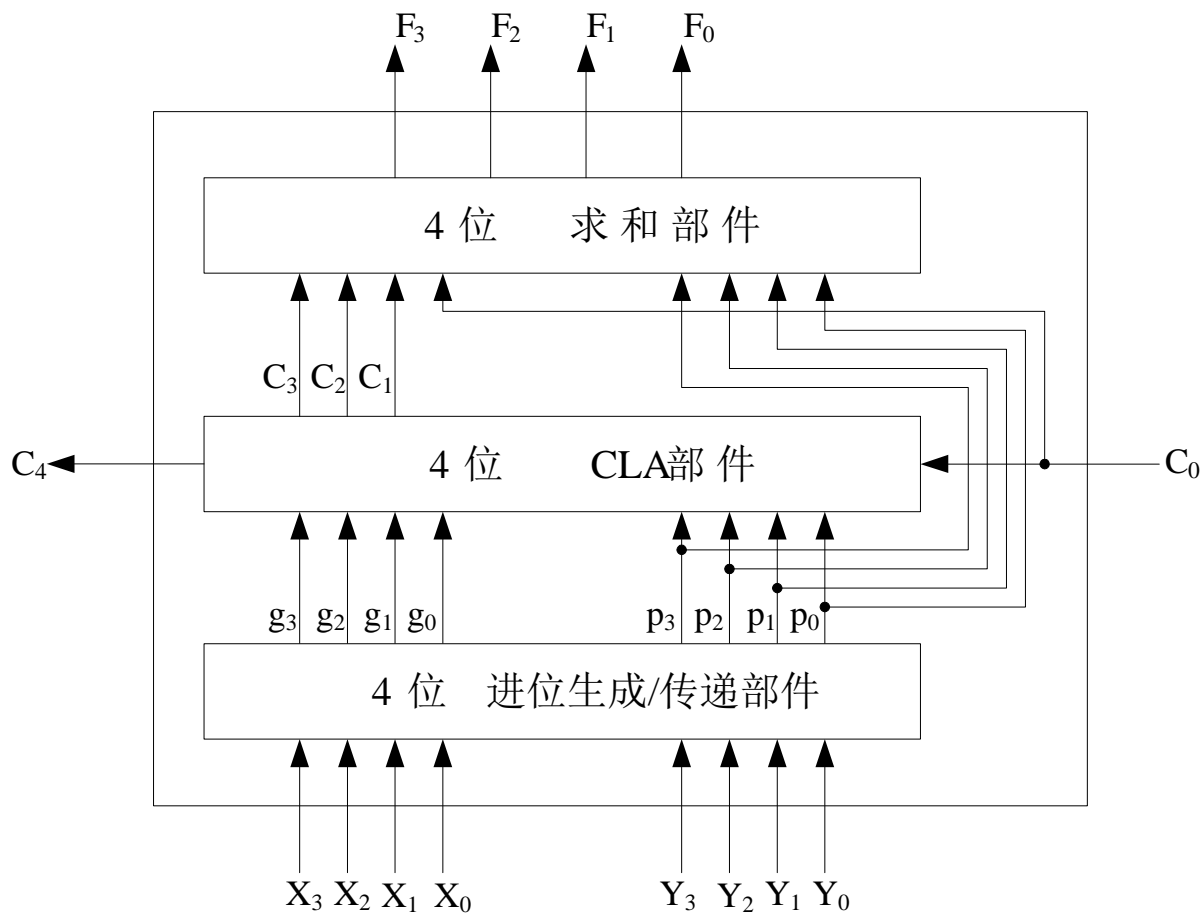 F₃ F₂ F₁ F₀
4 位 求 和 部 件
C₃ C₂ C₁
C₄ 4 位 CLA部 件 C₀
g₃ g₂ g₁ g₀ p₃ p₂ p₁ p₀
4 位 进位生成/传递部件
X₃ X₂ X₁ X₀ Y₃ Y₂ Y₁ Y₀